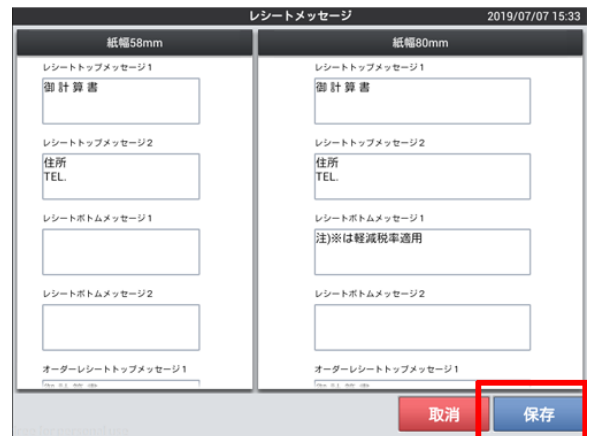 レシートメッセージ 2019/07/07 15:33
紙幅58mm
レシートトップメッセージ1
御 計 算 書
レシートトップメッセージ2
住所
TEL.
レシートボトムメッセージ1
レシートボトムメッセージ2
オーダーレシートトップメッセージ1
紙幅80mm
レシートトップメッセージ1
御 計 算 書
レシートトップメッセージ2
住所
TEL.
レシートボトムメッセージ1
注)※は軽減税率適用
レシートボトムメッセージ2
オーダーレシートトップメッセージ1
取消 保存